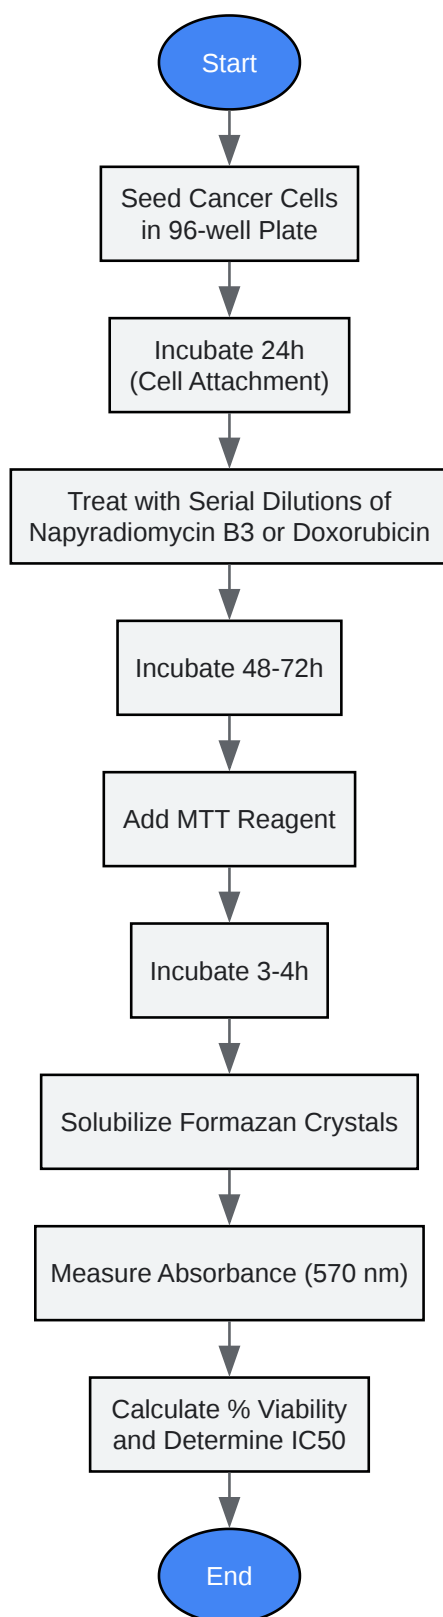 Start
Seed Cancer Cells
in 96-well Plate
Incubate 24h
(Cell Attachment)
Treat with Serial Dilutions of
Napyradiomycin B3 or Doxorubicin
Incubate 48-72h
Add MTT Reagent
Incubate 3-4h
Solubilize Formazan Crystals
Measure Absorbance (570 nm)
Calculate % Viability
and Determine IC50
End